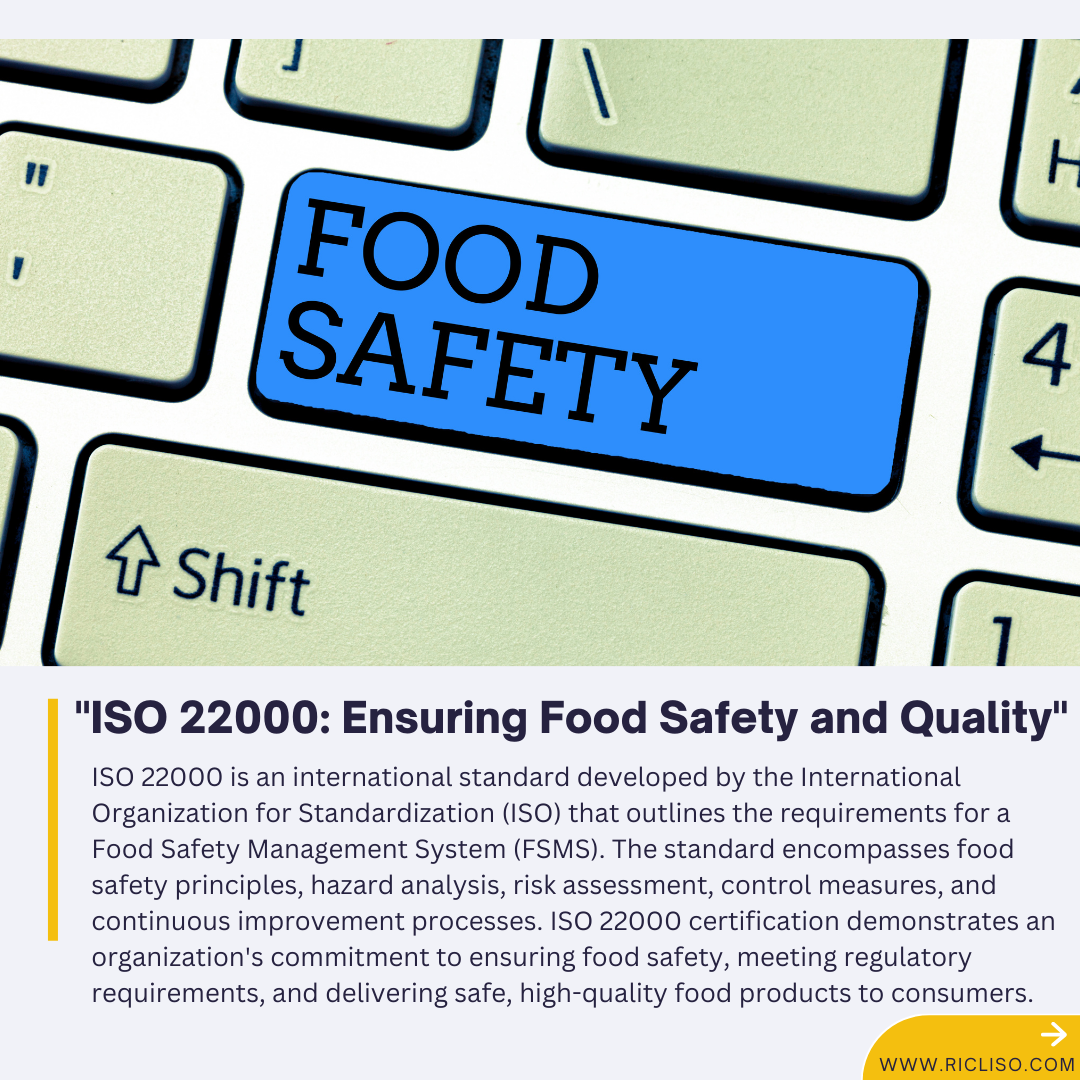 ]
\
"
'
FOOD
SAFETY
H
4
Shift
1
"ISO 22000: Ensuring Food Safety and Quality"
ISO 22000 is an international standard developed by the International
Organization for Standardization (ISO) that outlines the requirements for a
Food Safety Management System (FSMS). The standard encompasses food
safety principles, hazard analysis, risk assessment, control measures, and
continuous improvement processes. ISO 22000 certification demonstrates an
organization's commitment to ensuring food safety, meeting regulatory
requirements, and delivering safe, high-quality food products to consumers.
WWW.RICLISO.COM